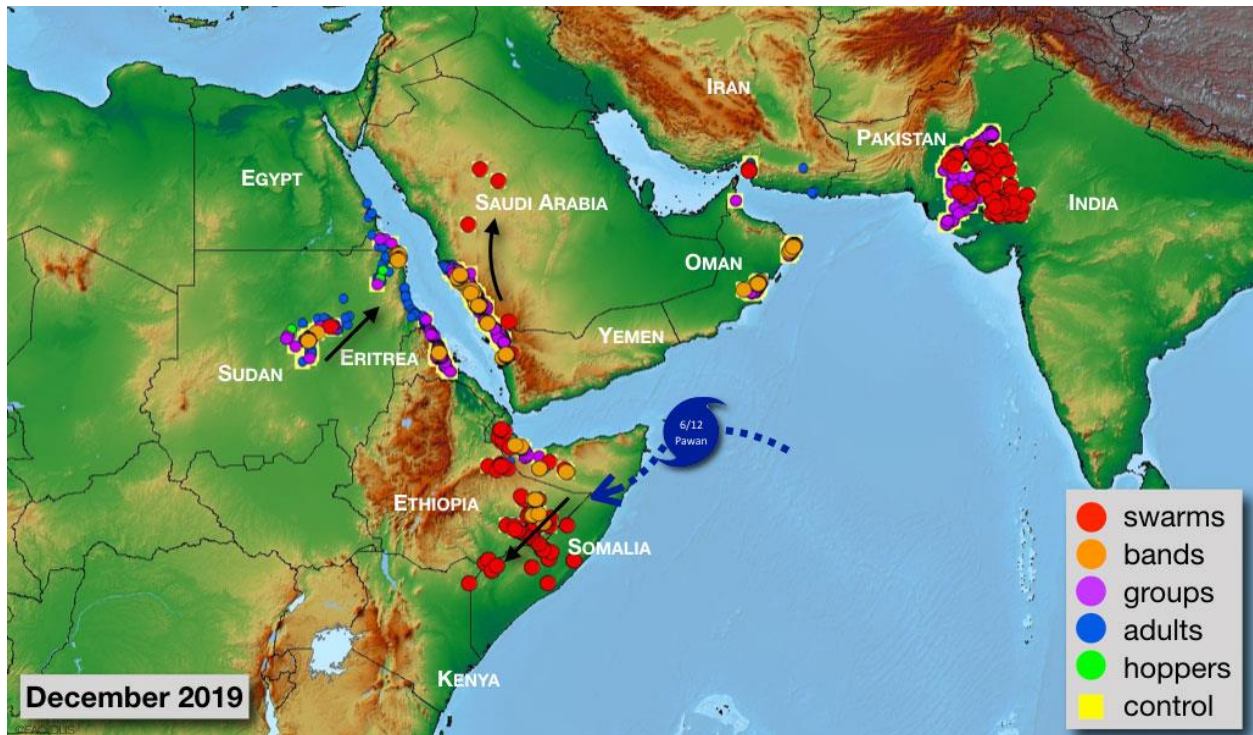 IRAN
PAKISTAN
EGYPT
SAUDI ARABIA
INDIA
OMAN
YEMEN
SUDAN
ERITREA
6/12
Pawan
ETHIOPIA
SOMALIA
KENYA
swarms
bands
groups
adults
hoppers
control
December 2019